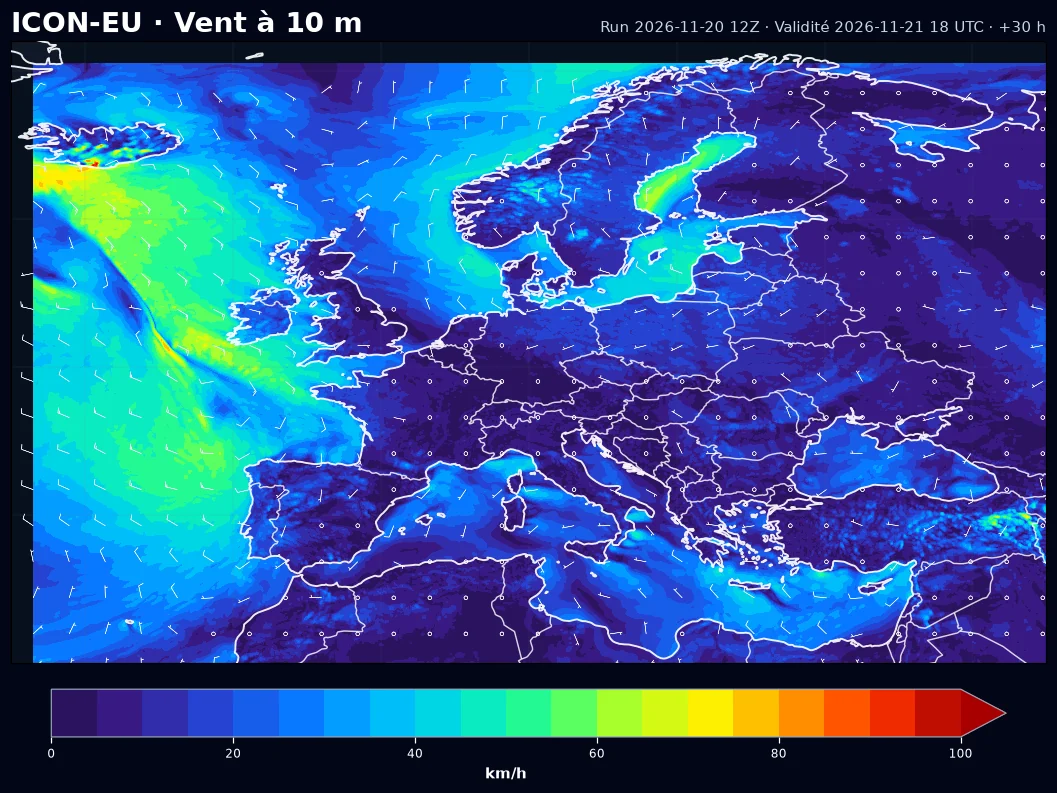 ICON-EU · Vent à 10 m
Run 2026-11-20 12Z · Validité 2026-11-21 18 UTC · +30 h
0 20 40 60 80 100
km/h